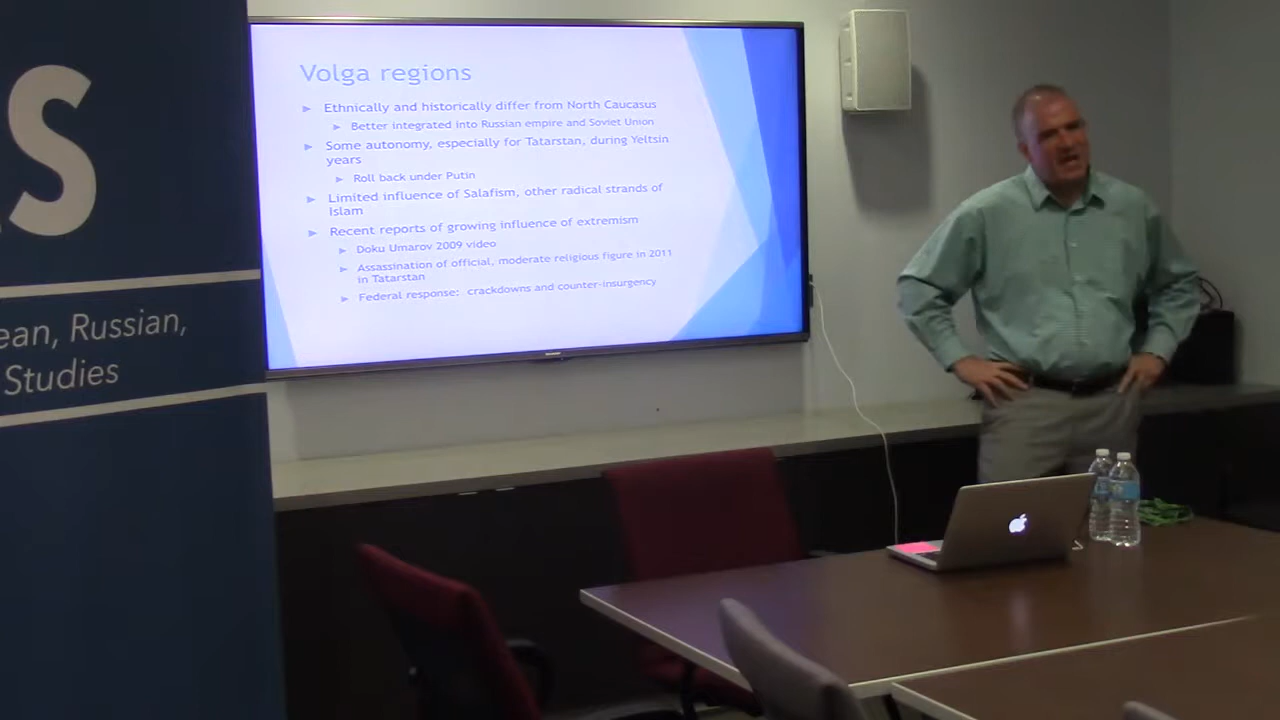 S
ean, Russian,
Studies
Volga regions
Ethnically and historically differ from North Caucasus
Better integrated into Russian empire and Soviet Union
Some autonomy, especially for Tatarstan, during Yeltsin
years
Roll back under Putin
Limited influence of Salafism, other radical strands of
Islam
Recent reports of growing influence of extremism
Doku Umarov 2009 video
Assassination of official, moderate religious figure in 2011
in Tatarstan
Federal response: crackdowns and counter-insurgency